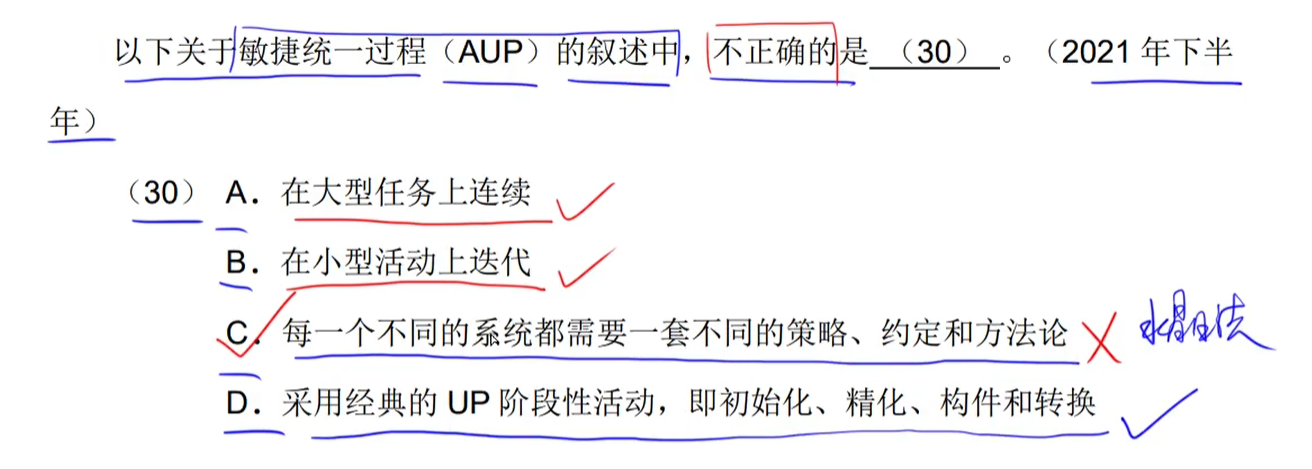 以下关于敏捷统一过程（AUP）的叙述中，不正确的是 （30） 。（2021年下半
年）
（30） A．在大型任务上连续
B．在小型活动上迭代
C．每一个不同的系统都需要一套不同的策略、约定和方法论
水晶
D．采用经典的 UP 阶段性活动，即初始化、精化、构件和转换